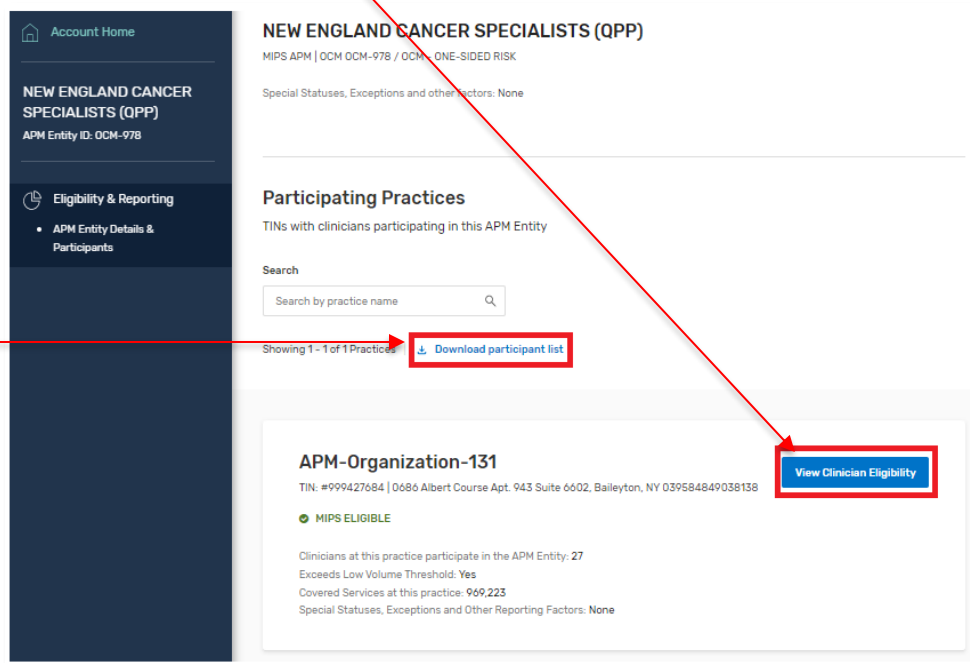 Account Home
NEW ENGLAND CANCER
SPECIALISTS (QPP)
APM Entity ID: OCM-978
Eligibility & Reporting
• APM Entity Details &
Participants
NEW ENGLAND CANCER SPECIALISTS (QPP)
MIPS APM | OCM OCM-978 / OCM - ONE-SIDED RISK
Special Statuses, Exceptions and other factors: None
Participating Practices
TINs with clinicians participating in this APM Entity
Search
Search by practice name
Showing 1 - 1 of 1 Practices
Download participant list
APM-Organization-131
View Clinician Eligibility
TIN: #999427684 | 0686 Albert Course Apt. 943 Suite 6602, Baileyton, NY 039584849038138
MIPS ELIGIBLE
Clinicians at this practice participate in the APM Entity: 27
Exceeds Low Volume Threshold: Yes
Covered Services at this practice: 969,223
Special Statuses, Exceptions and Other Reporting Factors: None